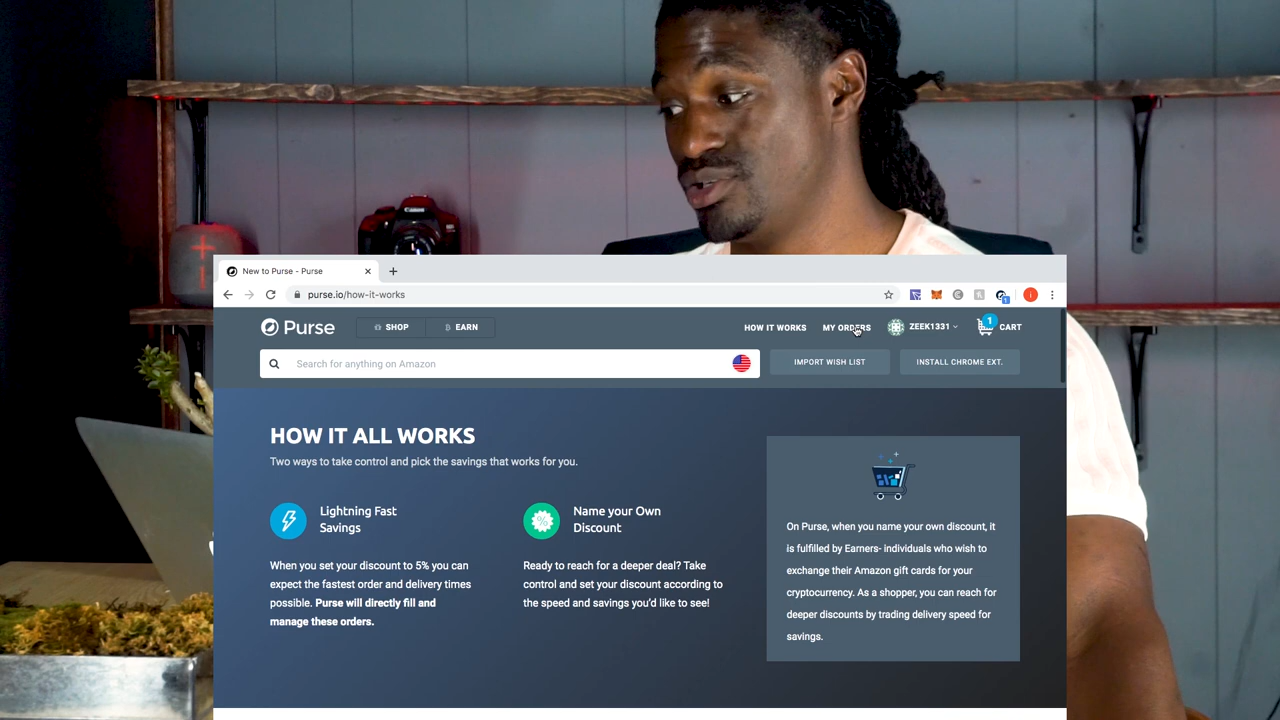 New to Purse - Purse
purse.io/how-it-works
Purse
SHOP
EARN
HOW IT WORKS
MY ORDERS
ZEEK1331
1
CART
Search for anything on Amazon
IMPORT WISH LIST
INSTALL CHROME EXT.
HOW IT ALL WORKS
Two ways to take control and pick the savings that works for you.
Lightning Fast
Savings
When you set your discount to 5% you can
expect the fastest order and delivery times
possible. Purse will directly fill and
manage these orders.
Name your Own
Discount
Ready to reach for a deeper deal? Take
control and set your discount according to
the speed and savings you'd like to see!
On Purse, when you name your own discount, it
is fulfilled by Earners- individuals who wish to
exchange their Amazon gift cards for your
cryptocurrency. As a shopper, you can reach for
deeper discounts by trading delivery speed for
savings.